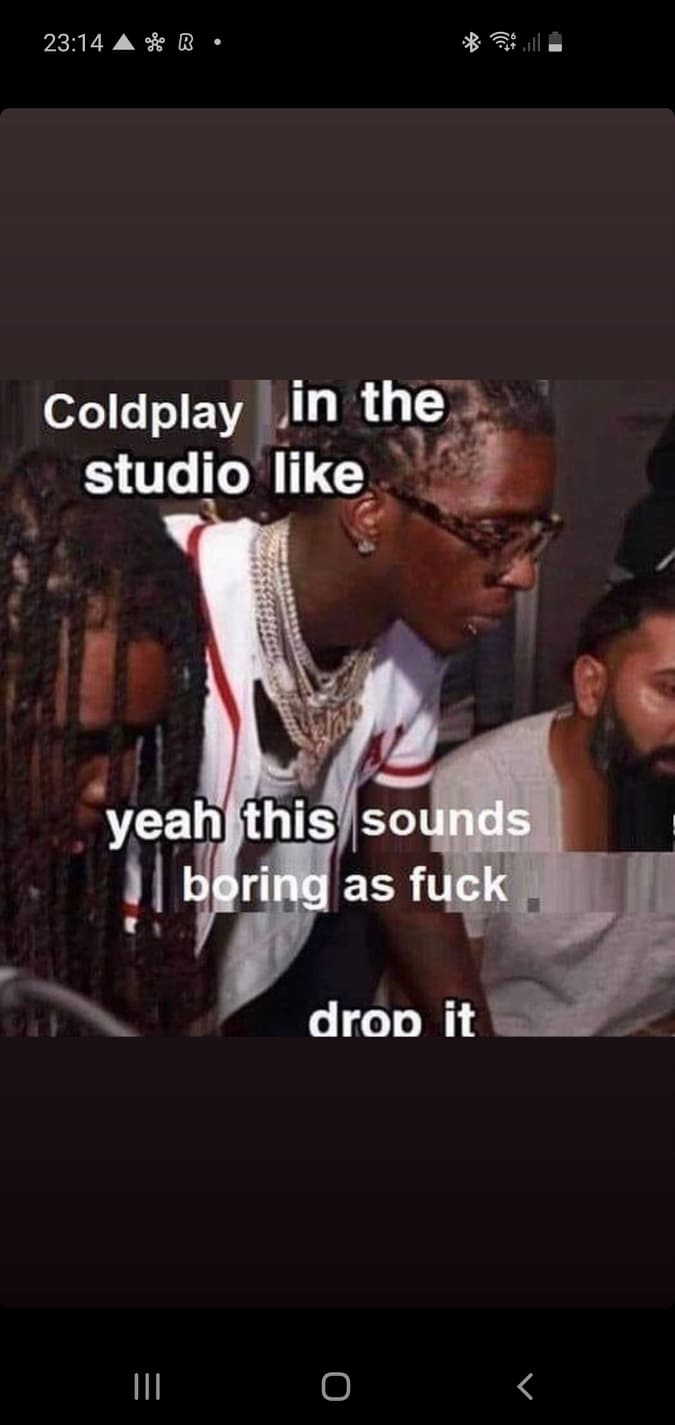 23:14
Coldplay in the
studio like
yeah this sounds
boring as fuck
drop it